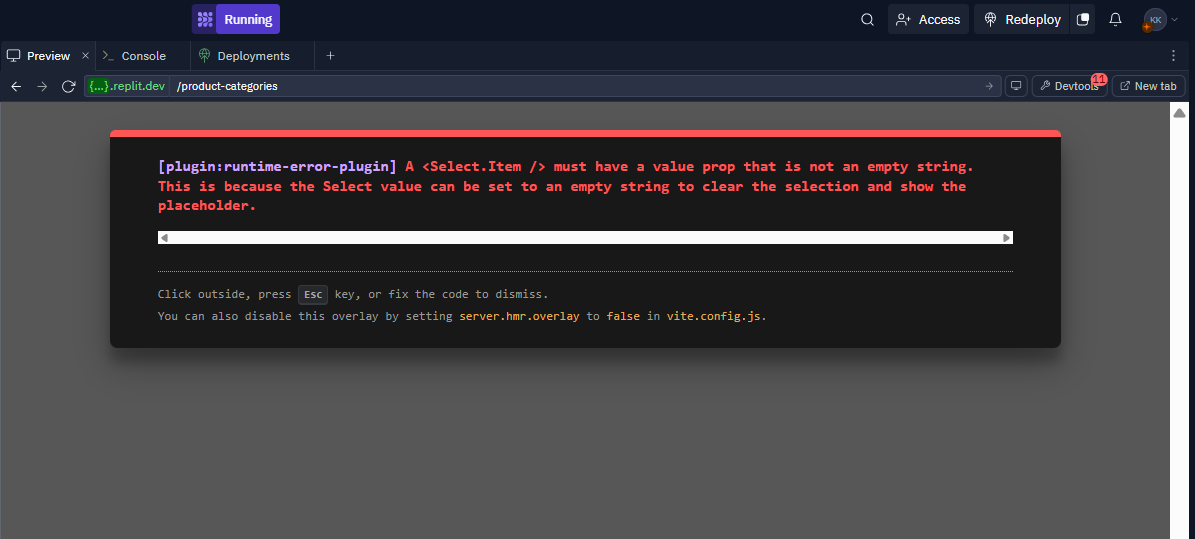 Running
Access
Redeploy
KK
Preview
Console
Deployments
{...}.replit.dev
/product-categories
Devtools
11
New tab
[plugin:runtime-error-plugin] A <Select.Item /> must have a value prop that is not an empty string.
This is because the Select value can be set to an empty string to clear the selection and show the
placeholder.
Click outside, press Esc key, or fix the code to dismiss.
You can also disable this overlay by setting server.hmr.overlay to false in vite.config.js.